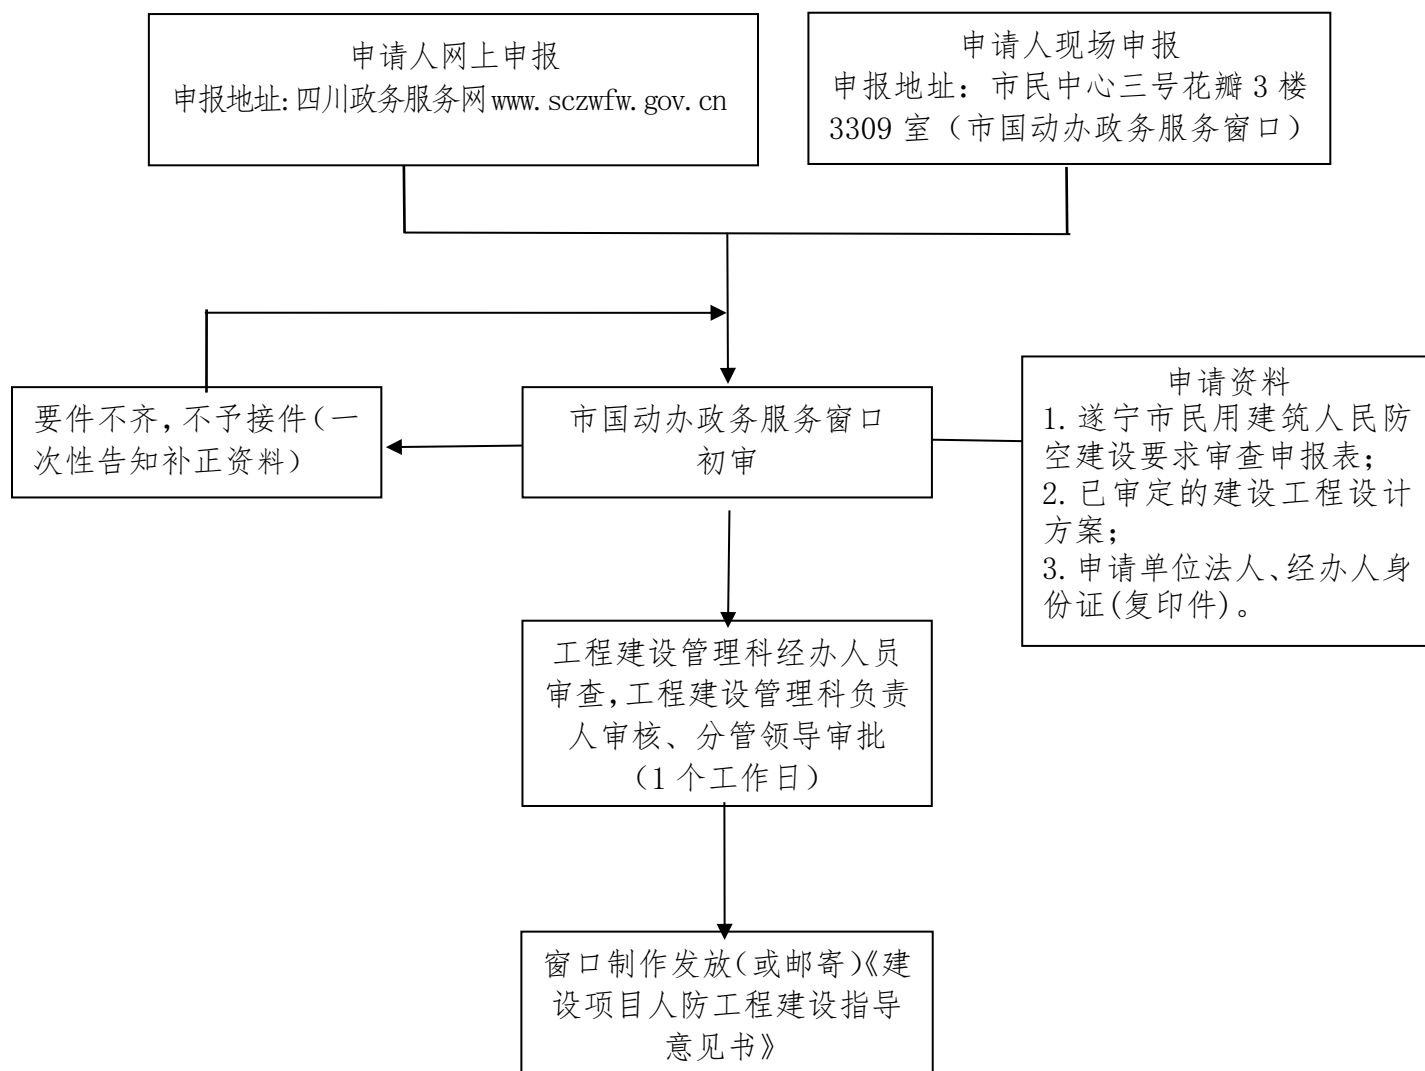 申请人网上申报
申报地址:四川政务服务网www.sczwfw.gov.cn
申请人现场申报
申报地址：市民中心三号花瓣3楼
3309室（市国动办政务服务窗口）
要件不齐,不予接件(一
次性告知补正资料)
市国动办政务服务窗口
初审
申请资料
1.遂宁市民用建筑人民防
空建设要求审查申报表;
2.已审定的建设工程设计
方案;
3.申请单位法人、经办人身
份证(复印件)。
工程建设管理科经办人员
审查,工程建设管理科负责
人审核、分管领导审批
（1个工作日）
窗口制作发放(或邮寄)《建
设项目人防工程建设指导
意见书》